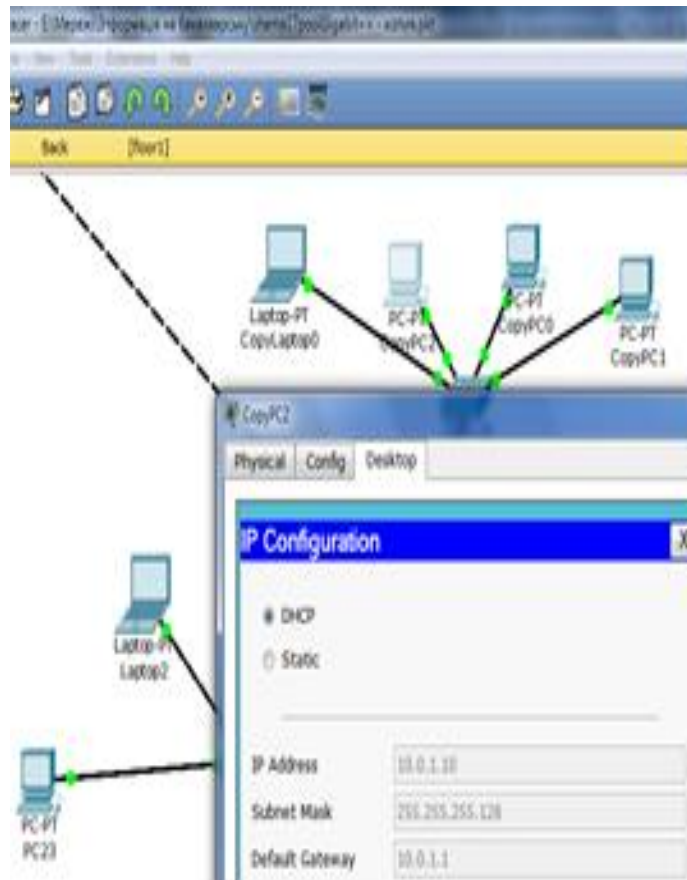 Back [floor1]
Laptop-PT
CopyLaptop0
PC-PT
CopyPC2
PC-PT
CopyPC0
PC-PT
CopyPC1
CopyPC2
Physical Config Desktop
IP Configuration X
DHCP
Static
IP Address 10.0.1.10
Subnet Mask 255.255.255.128
Default Gateway 10.0.1.1
Laptop-PT
Laptop2
PC-PT
PC23